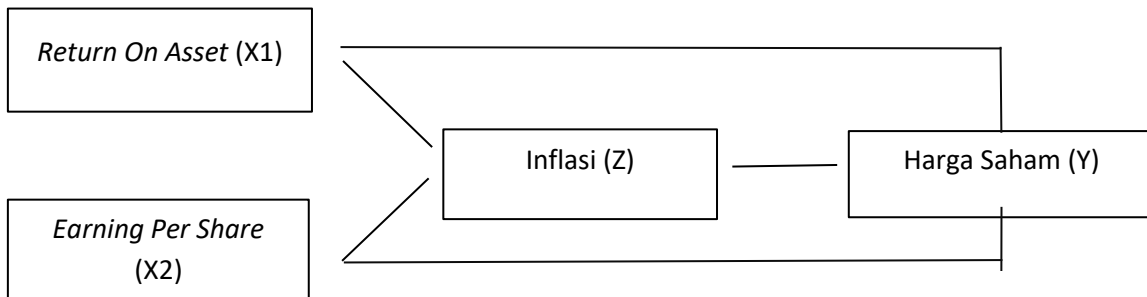 Return On Asset (X1)
Inflasi (Z)
Harga Saham (Y)
Earning Per Share
(X2)